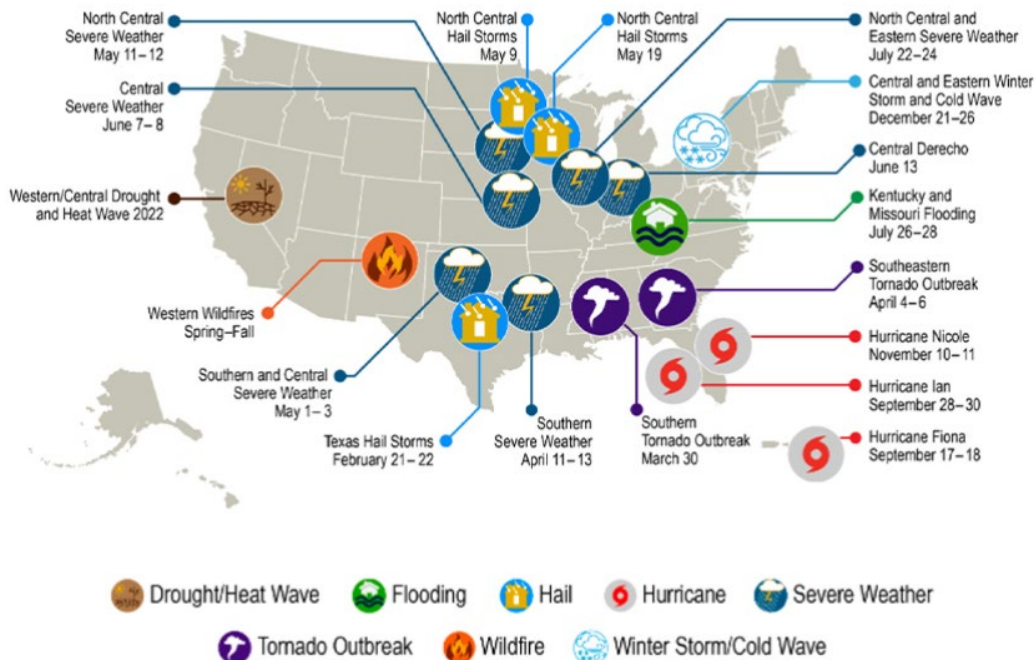 North Central
Severe Weather
May 11–12
North Central
Hail Storms
May 9
North Central
Hail Storms
May 19
North Central and
Eastern Severe Weather
July 22–24
Central
Severe Weather
June 7–8
Central and Eastern Winter
Storm and Cold Wave
December 21–26
Central Derecho
June 13
Western/Central Drought
and Heat Wave 2022
Kentucky and
Missouri Flooding
July 26–28
Southeastern
Tornado Outbreak
April 4–6
Western Wildfires
Spring–Fall
Hurricane Nicole
November 10–11
Southern and Central
Severe Weather
May 1–3
Hurricane Ian
September 28–30
Texas Hail Storms
February 21–22
Southern
Severe Weather
April 11–13
Southern
Tornado Outbreak
March 30
Hurricane Fiona
September 17–18
Drought/Heat Wave
Flooding
Hail
Hurricane
Severe Weather
Tornado Outbreak
Wildfire
Winter Storm/Cold Wave